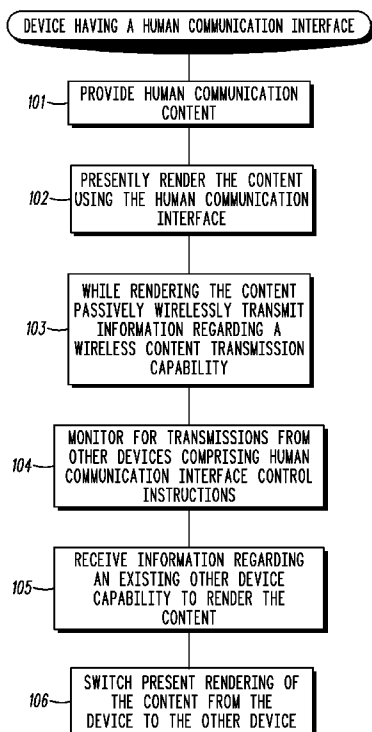 DEVICE HAVING A HUMAN COMMUNICATION INTERFACE
101
PROVIDE HUMAN COMMUNICATION
CONTENT
102
PRESENTLY RENDER THE CONTENT
USING THE HUMAN COMMUNICATION
INTERFACE
103
WHILE RENDERING THE CONTENT
PASSIVELY WIRELESSLY TRANSMIT
INFORMATION REGARDING A
WIRELESS CONTENT TRANSMISSION
CAPABILITY
104
MONITOR FOR TRANSMISSIONS FROM
OTHER DEVICES COMPRISING HUMAN
COMMUNICATION INTERFACE CONTROL
INSTRUCTIONS
105
RECEIVE INFORMATION REGARDING
AN EXISTING OTHER DEVICE
CAPABILITY TO RENDER THE
CONTENT
106
SWITCH PRESENT RENDERING OF
THE CONTENT FROM THE
DEVICE TO THE OTHER DEVICE